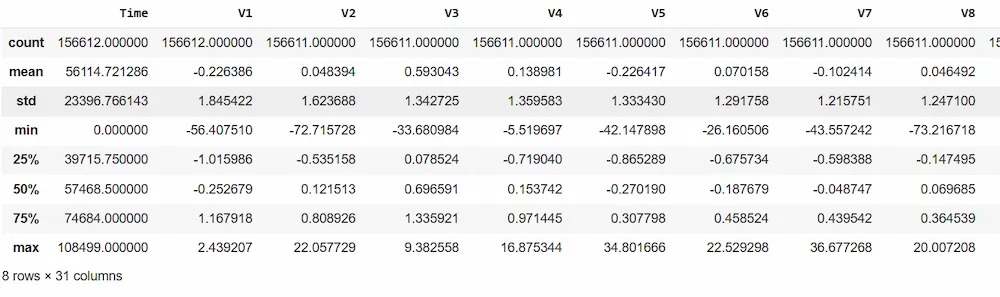 Time V1 V2 V3 V4 V5 V6 V7 V8
count 156612.000000 156612.000000 156611.000000 156611.000000 156611.000000 156611.000000 156611.000000 156611.000000 156611.000000 15
mean 56114.721286 -0.226386 0.048394 0.593043 0.138981 -0.226417 0.070158 -0.102414 0.046492
std 23396.766143 1.845422 1.623688 1.342725 1.359583 1.333430 1.291758 1.215751 1.247100
min 0.000000 -56.407510 -72.715728 -33.680984 -5.519697 -42.147898 -26.160506 -43.557242 -73.216718
25% 39715.750000 -1.015986 -0.535158 0.078524 -0.719040 -0.865289 -0.675734 -0.598388 -0.147495
50% 57468.500000 -0.252679 0.121513 0.696591 0.153742 -0.270190 -0.187679 -0.048747 0.069685
75% 74684.000000 1.167918 0.808926 1.335921 0.971445 0.307798 0.458524 0.439542 0.364539
max 108499.000000 2.439207 22.057729 9.382558 16.875344 34.801666 22.529298 36.677268 20.007208
8 rows × 31 columns